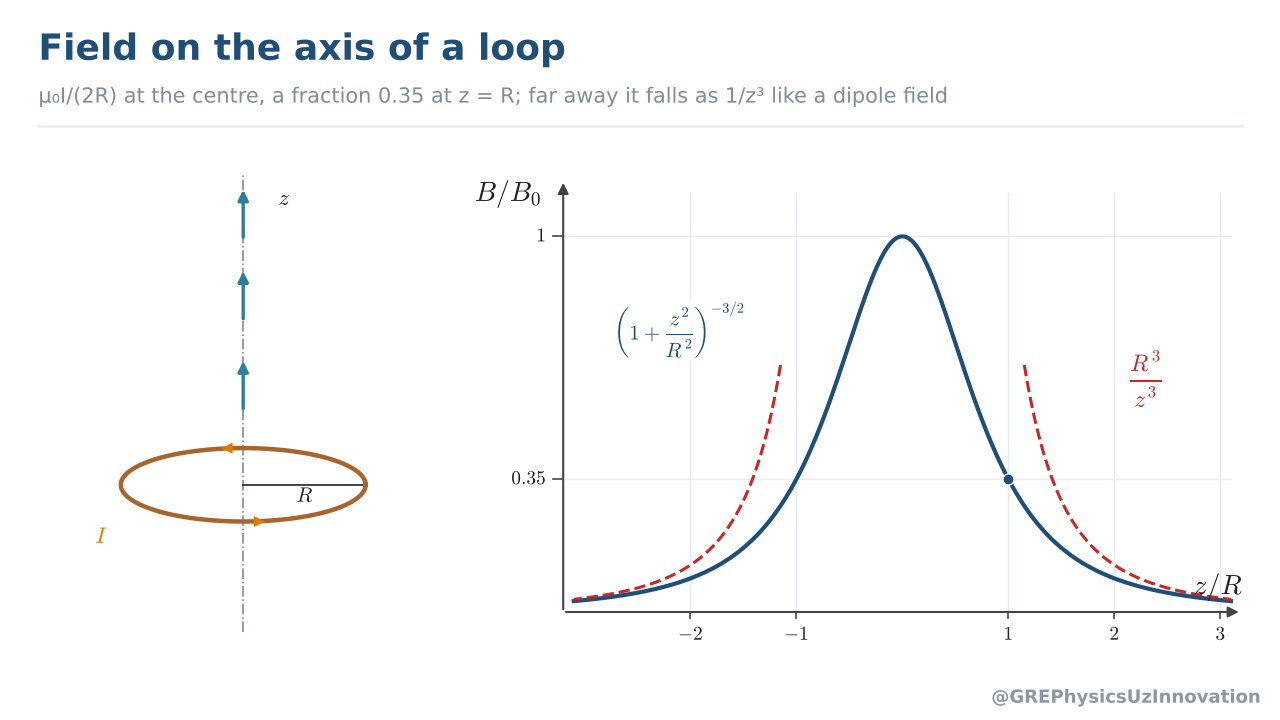 Field on the axis of a loop
μ₀I/(2R) at the centre, a fraction 0.35 at z = R; far away it falls as 1/z³ like a dipole field
z
R
I
B/B₀
1
0.35
(1 + z²/R²)^{−3/2}
R³/z³
z/R
−2 −1 1 2 3
@GREPhysicsUzInnovation